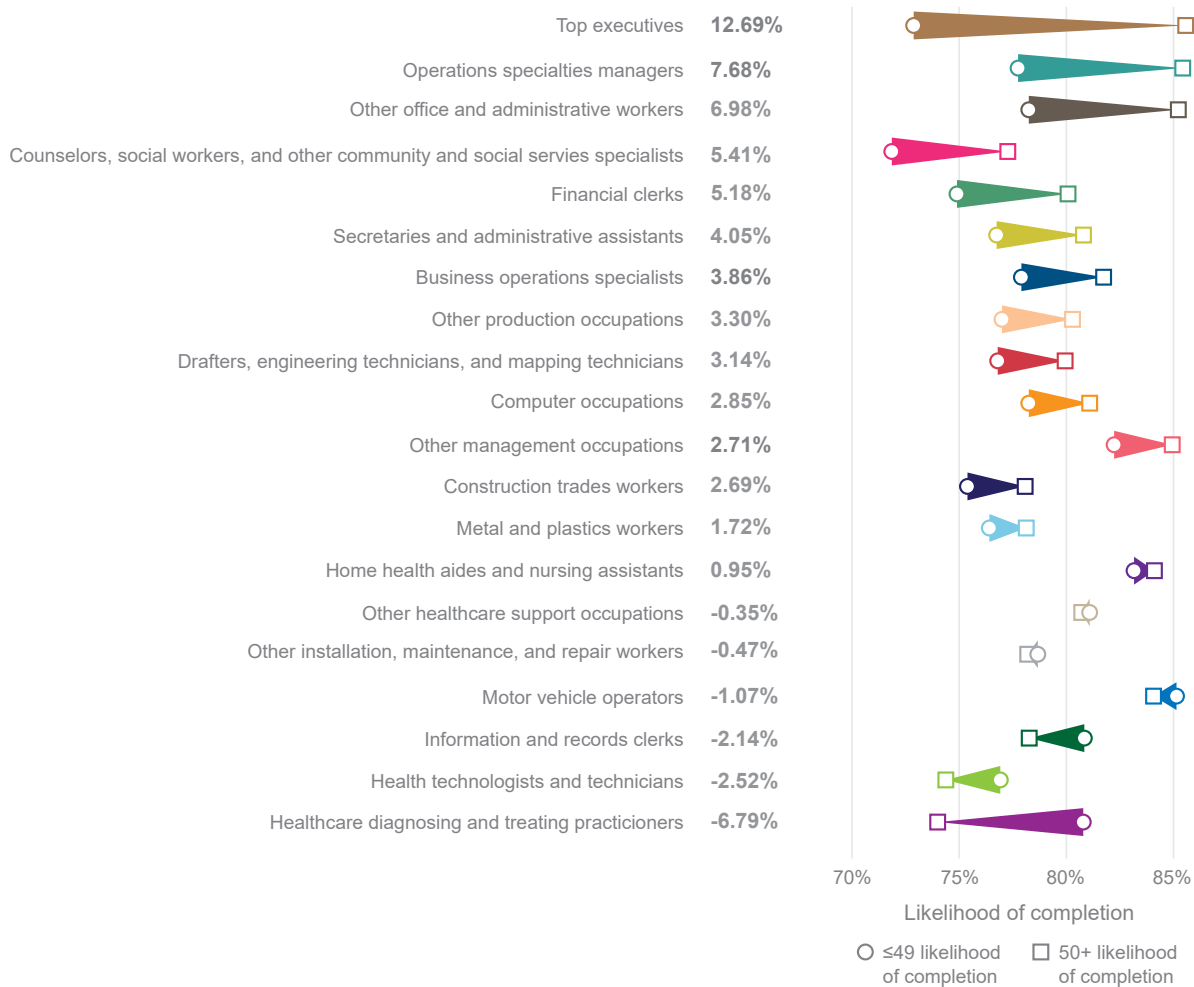 Top executives 12.69%
Operations specialties managers 7.68%
Other office and administrative workers 6.98%
Counselors, social workers, and other community and social servies specialists 5.41%
Financial clerks 5.18%
Secretaries and administrative assistants 4.05%
Business operations specialists 3.86%
Other production occupations 3.30%
Drafters, engineering technicians, and mapping technicians 3.14%
Computer occupations 2.85%
Other management occupations 2.71%
Construction trades workers 2.69%
Metal and plastics workers 1.72%
Home health aides and nursing assistants 0.95%
Other healthcare support occupations -0.35%
Other installation, maintenance, and repair workers -0.47%
Motor vehicle operators -1.07%
Information and records clerks -2.14%
Health technologists and technicians -2.52%
Healthcare diagnosing and treating practicioners -6.79%
70% 75% 80% 85%
Likelihood of completion
≤49 likelihood
of completion
50+ likelihood
of completion